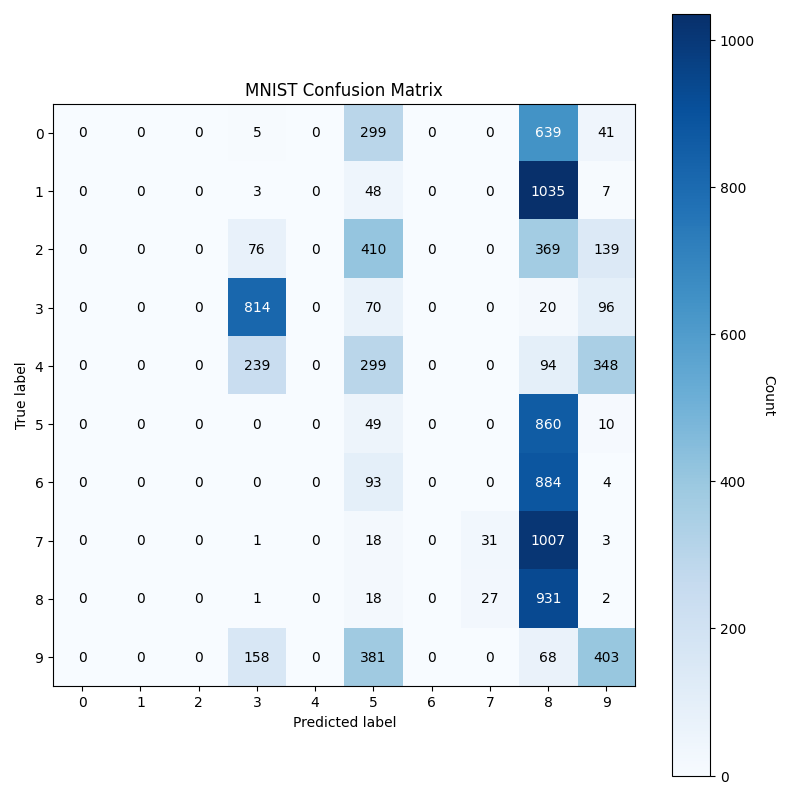 MNIST Confusion Matrix
0 0 0 0 5 0 299 0 0 639 41
1 0 0 0 3 0 48 0 0 1035 7
2 0 0 0 76 0 410 0 0 369 139
3 0 0 0 814 0 70 0 0 20 96
4 0 0 0 239 0 299 0 0 94 348
5 0 0 0 0 0 49 0 0 860 10
6 0 0 0 0 0 93 0 0 884 4
7 0 0 0 1 0 18 0 31 1007 3
8 0 0 0 1 0 18 0 27 931 2
9 0 0 0 158 0 381 0 0 68 403
0 1 2 3 4 5 6 7 8 9
Predicted label
True label
1000
800
600
400
200
0
Count